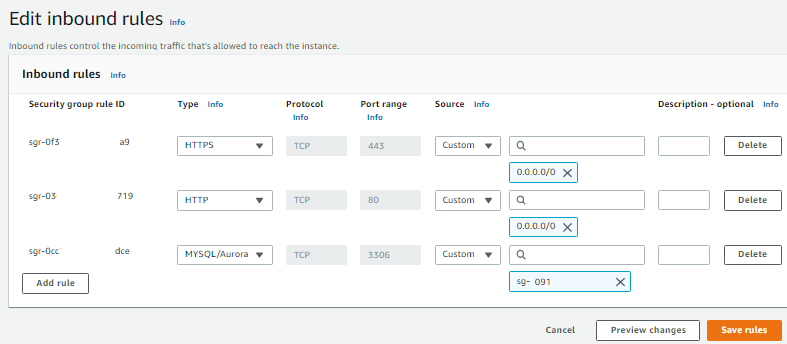 Edit inbound rules Info
Inbound rules control the incoming traffic that's allowed to reach the instance.
Inbound rules Info
Security group rule ID Type Info Protocol Info Port range Info Source Info Description - optional Info
sgr-0f3 a9 HTTPS TCP 443 Custom Delete
0.0.0.0/0
sgr-03 719 HTTP TCP 80 Custom Delete
0.0.0.0/0
sgr-0cc dce MYSQL/Aurora TCP 3306 Custom Delete
sg- 091
Add rule
Cancel Preview changes Save rules